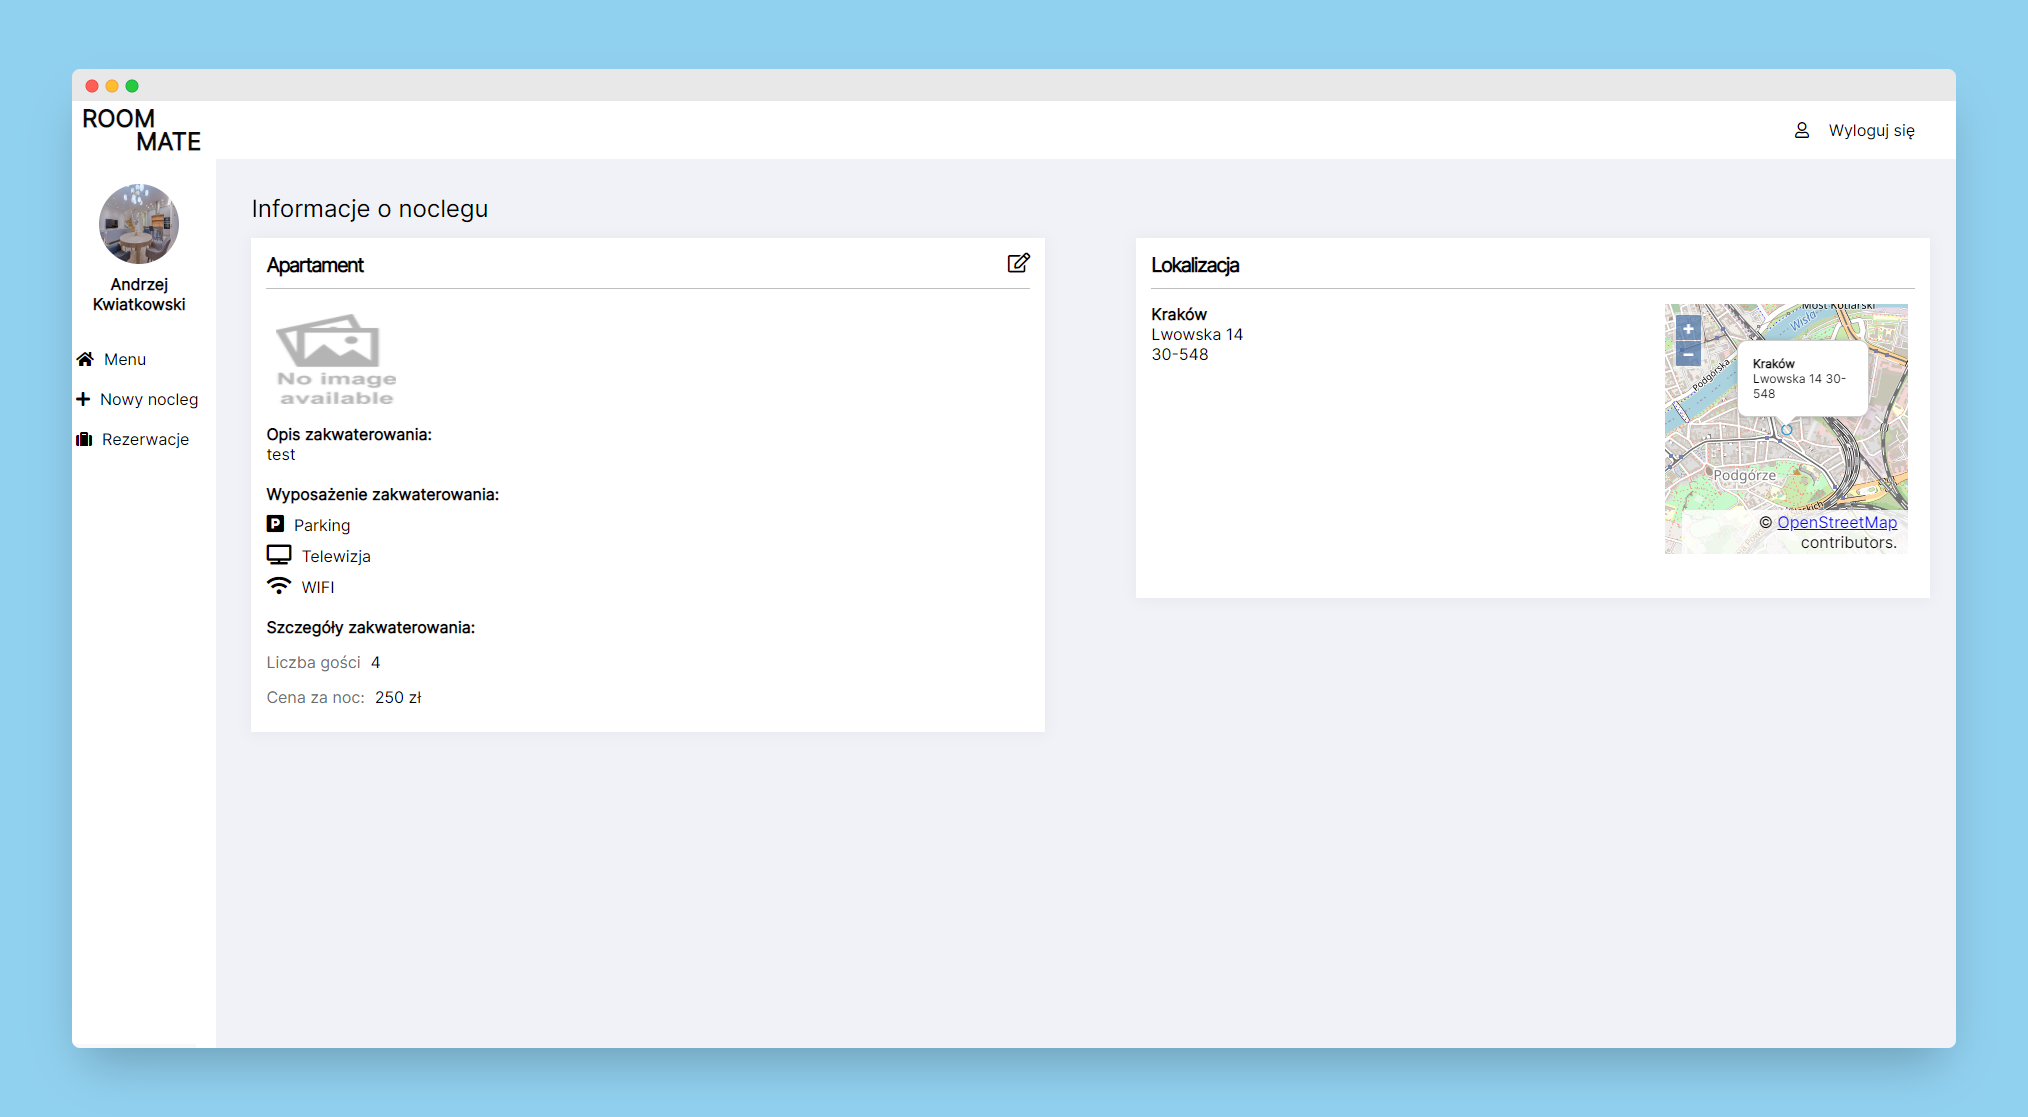 ROOM
MATE
Wyloguj się
Andrzej
Kwiatkowski
Menu
Nowy nocleg
Rezerwacje
Informacje o noclegu
Apartament
No image
available
Opis zakwaterowania:
test
Wyposażenie zakwaterowania:
P Parking
Telewizja
WIFI
Szczegóły zakwaterowania:
Liczba gości 4
Cena za noc: 250 zł
Lokalizacja
Kraków
Lwowska 14
30-548
Most Kotlarski
Wisła
+
−
Podgórska
Kraków
Lwowska 14 30-
548
Podgórze
© OpenStreetMap
contributors.